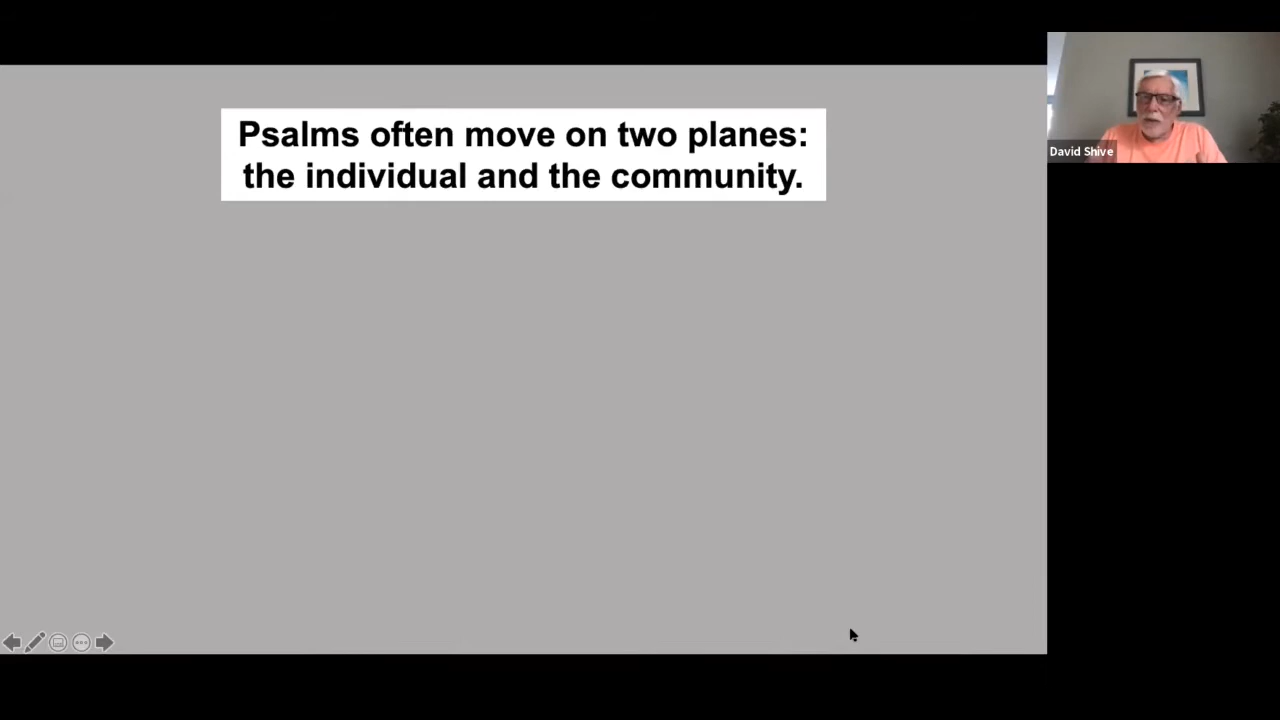 Psalms often move on two planes:
the individual and the community.
David Shive